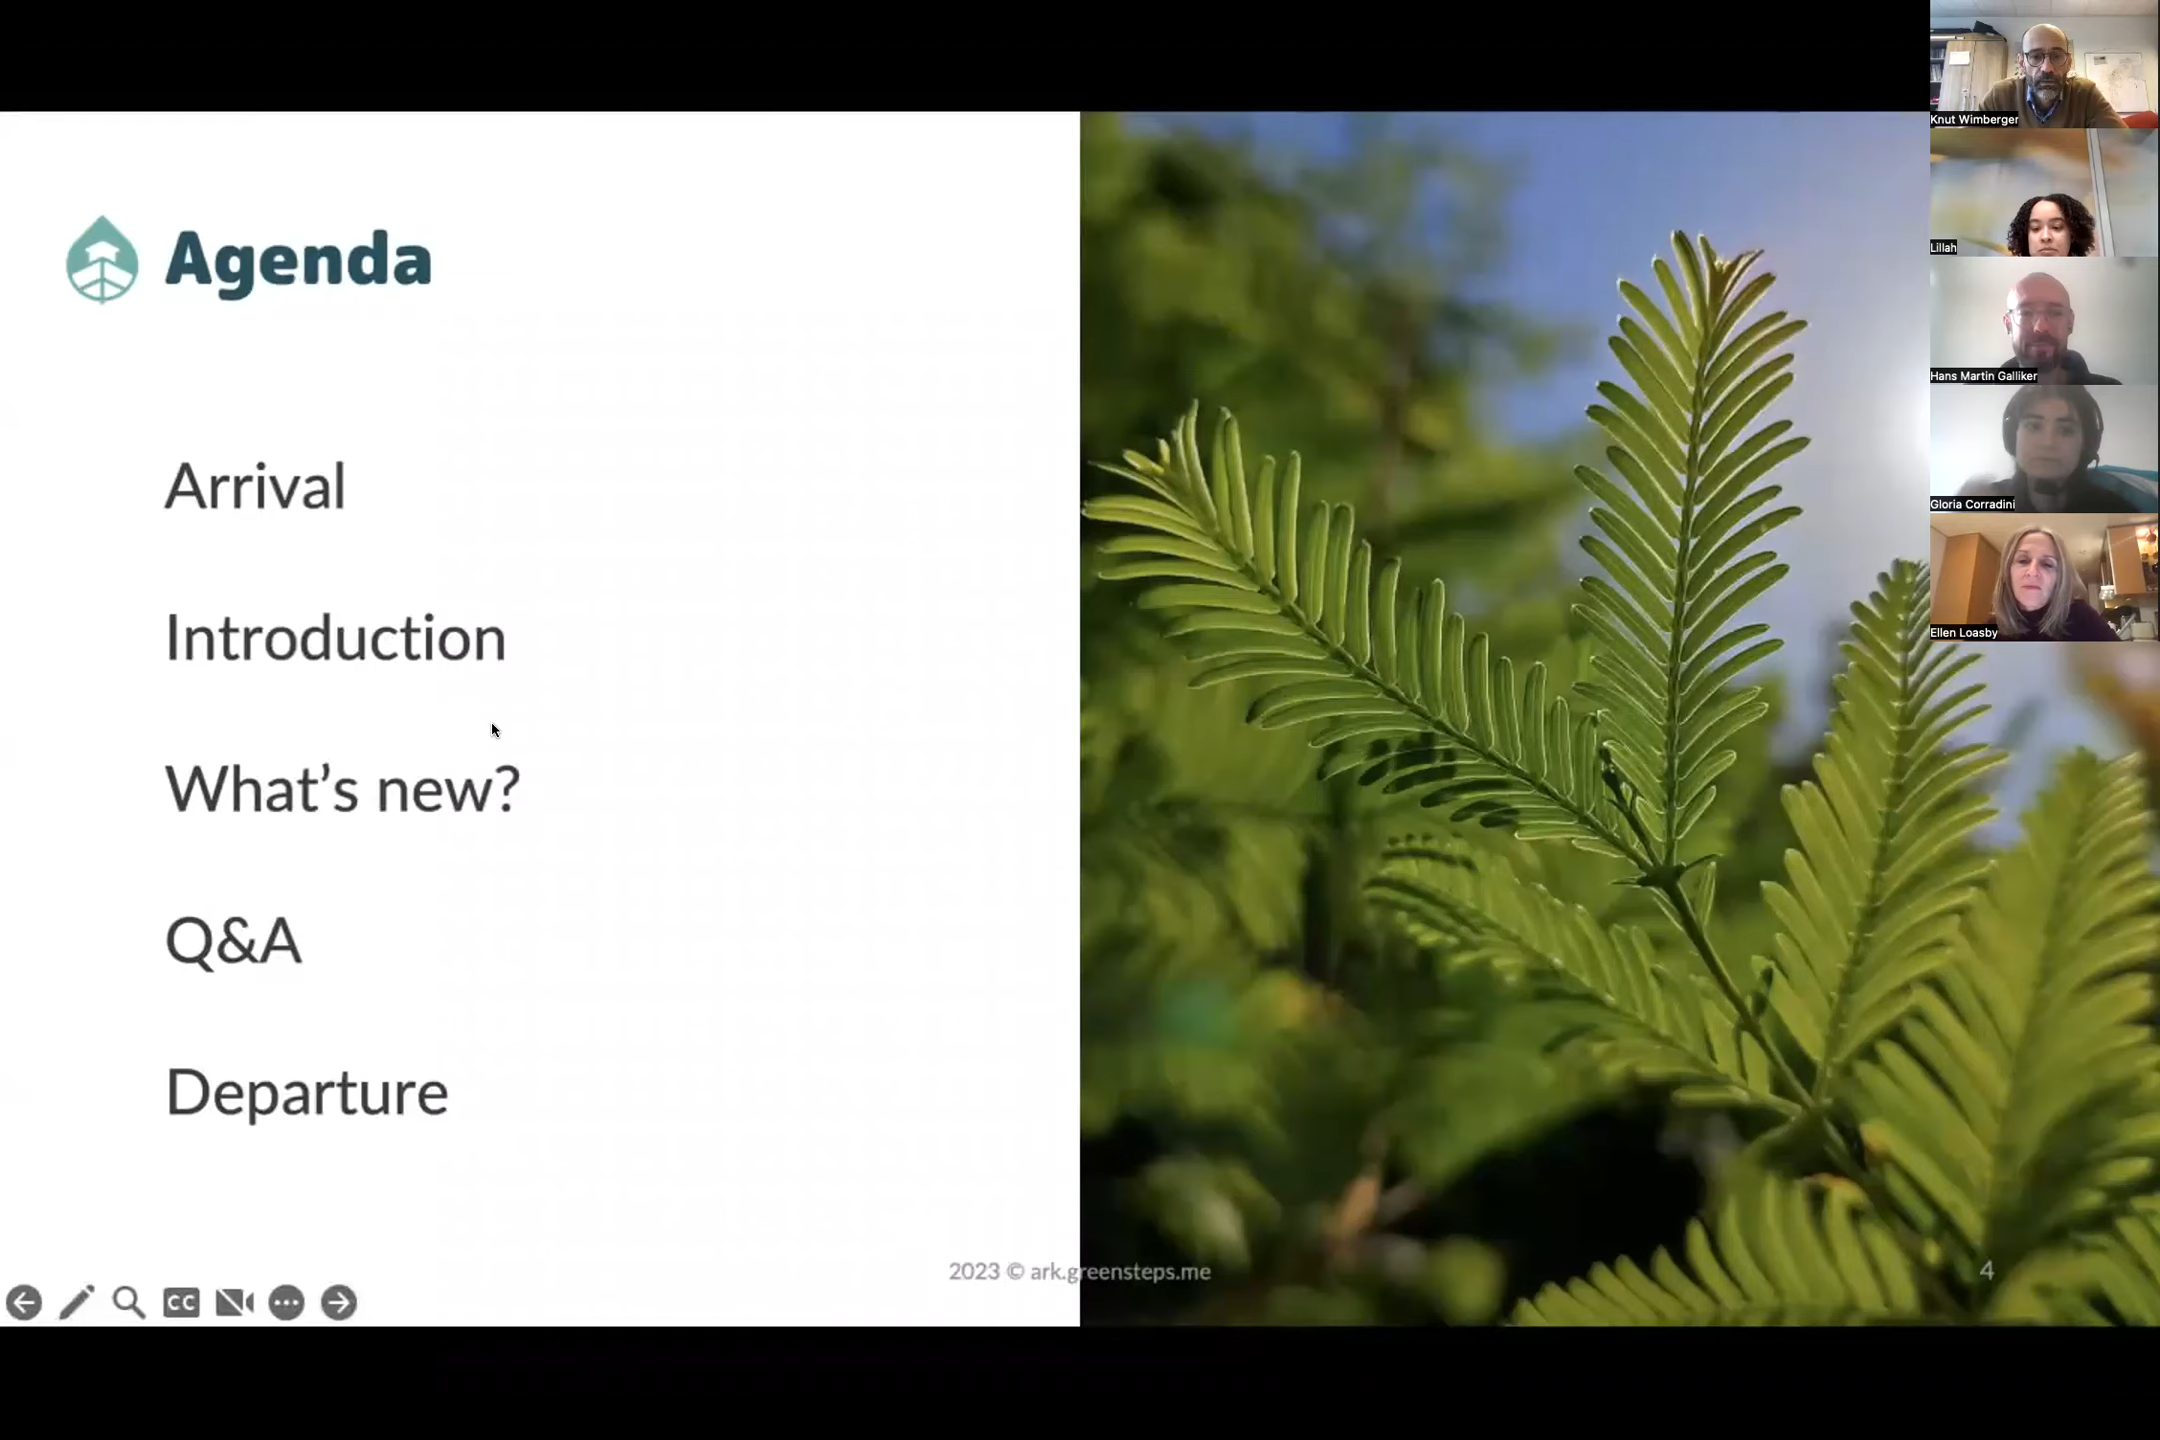 Agenda
Arrival
Introduction
What's new?
Q&A
Departure
2023 © ark.greensteps.me
4
CC
Knut Wimberger
Lillah
Hans Martin Galliker
Gloria Corradini
Ellen Loasby